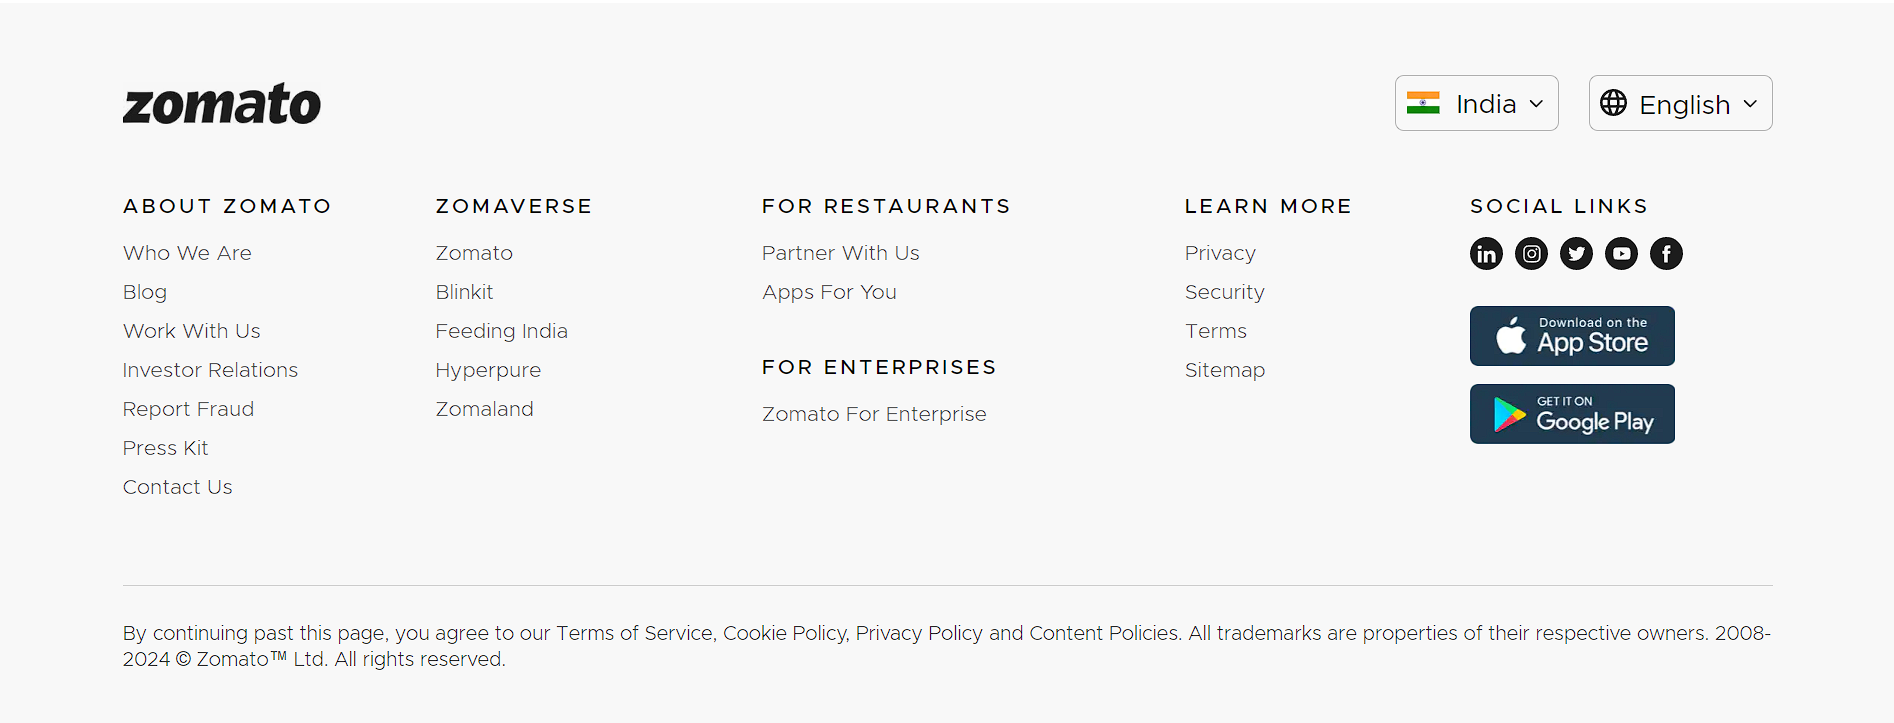 zomato
India
English
ABOUT ZOMATO
Who We Are
Blog
Work With Us
Investor Relations
Report Fraud
Press Kit
Contact Us
ZOMAVERSE
Zomato
Blinkit
Feeding India
Hyperpure
Zomaland
FOR RESTAURANTS
Partner With Us
Apps For You
FOR ENTERPRISES
Zomato For Enterprise
LEARN MORE
Privacy
Security
Terms
Sitemap
SOCIAL LINKS
in
f
Download on the
App Store
GET IT ON
Google Play
By continuing past this page, you agree to our Terms of Service, Cookie Policy, Privacy Policy and Content Policies. All trademarks are properties of their respective owners. 2008-
2024 © Zomato™ Ltd. All rights reserved.